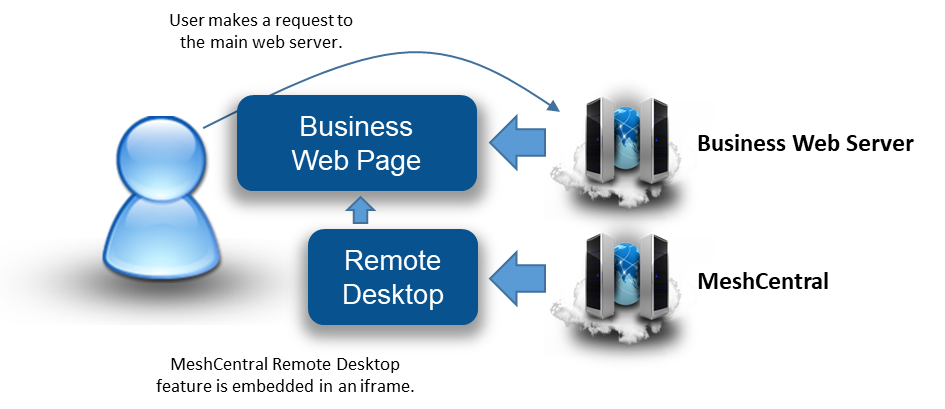 User makes a request to
the main web server.
Business
Web Page
Business Web Server
Remote
Desktop
MeshCentral
MeshCentral Remote Desktop
feature is embedded in an iframe.